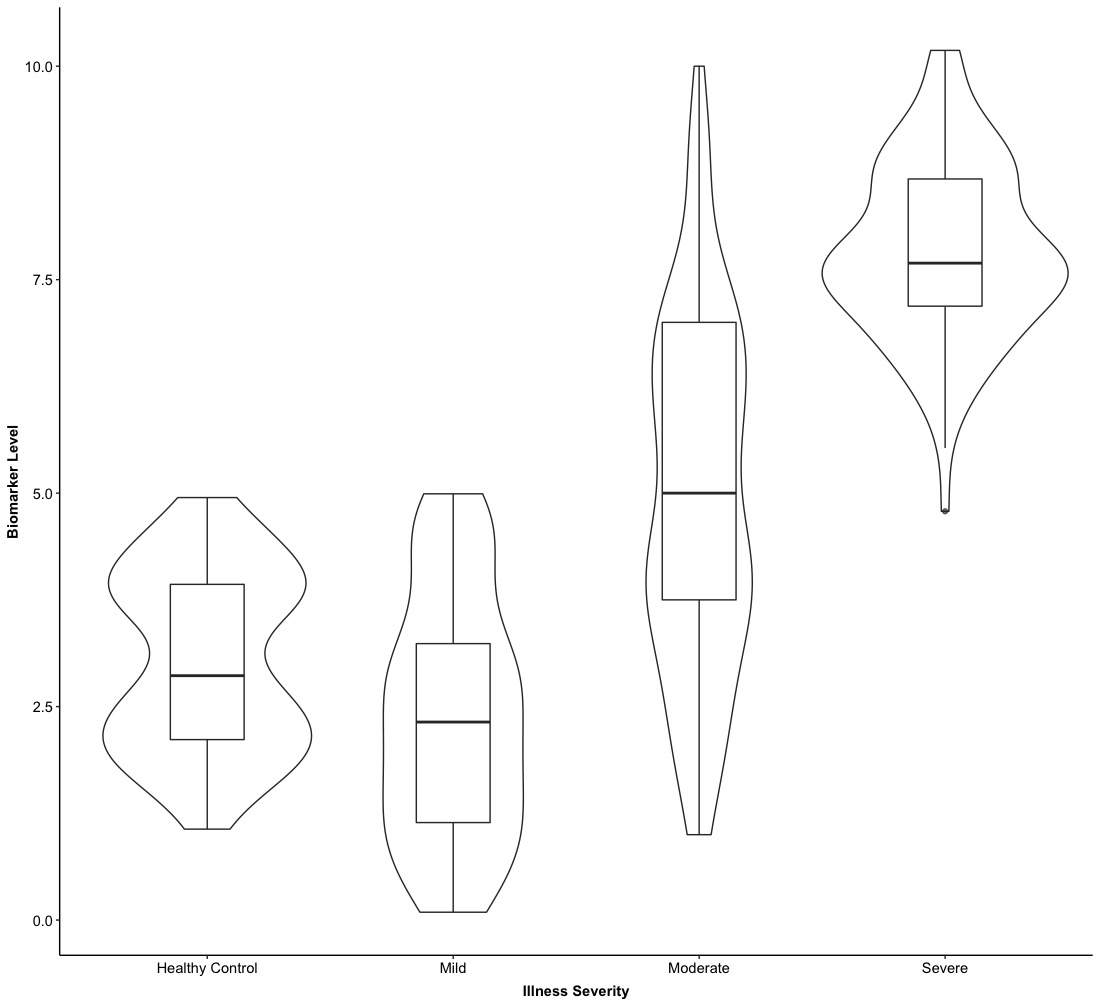 Biomarker Level
10.0
7.5
5.0
2.5
0.0
Healthy Control
Mild
Moderate
Severe
Illness Severity